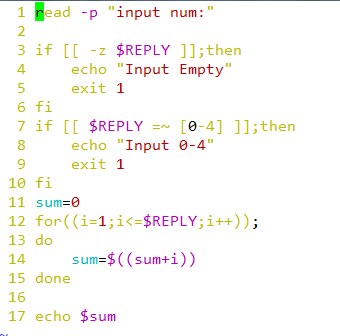 1 read -p "input num:"
2
3 if [[ -z $REPLY ]];then
4     echo "Input Empty"
5     exit 1
6 fi
7 if [[ $REPLY =~ [0-4] ]];then
8     echo "Input 0-4"
9     exit 1
10 fi
11 sum=0
12 for((i=1;i<=$REPLY;i++));
13 do
14     sum=$((sum+i))
15 done
16
17 echo $sum